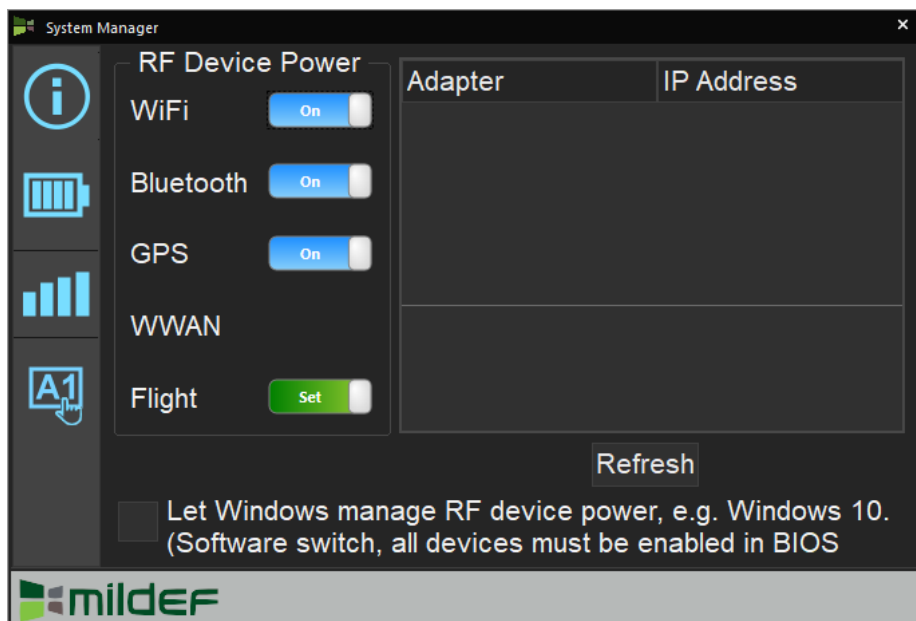 System Manager
RF Device Power
WiFi On
Bluetooth On
GPS On
WWAN
Flight Set
Adapter IP Address
Refresh
Let Windows manage RF device power, e.g. Windows 10.
(Software switch, all devices must be enabled in BIOS
A1
mildef